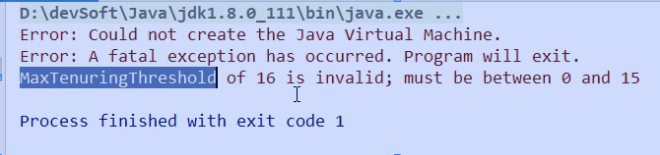 D:\devSoft\Java\jdk1.8.0_111\bin\java.exe ...
Error: Could not create the Java Virtual Machine.
Error: A fatal exception has occurred. Program will exit.
MaxTenuringThreshold of 16 is invalid; must be between 0 and 15
Process finished with exit code 1